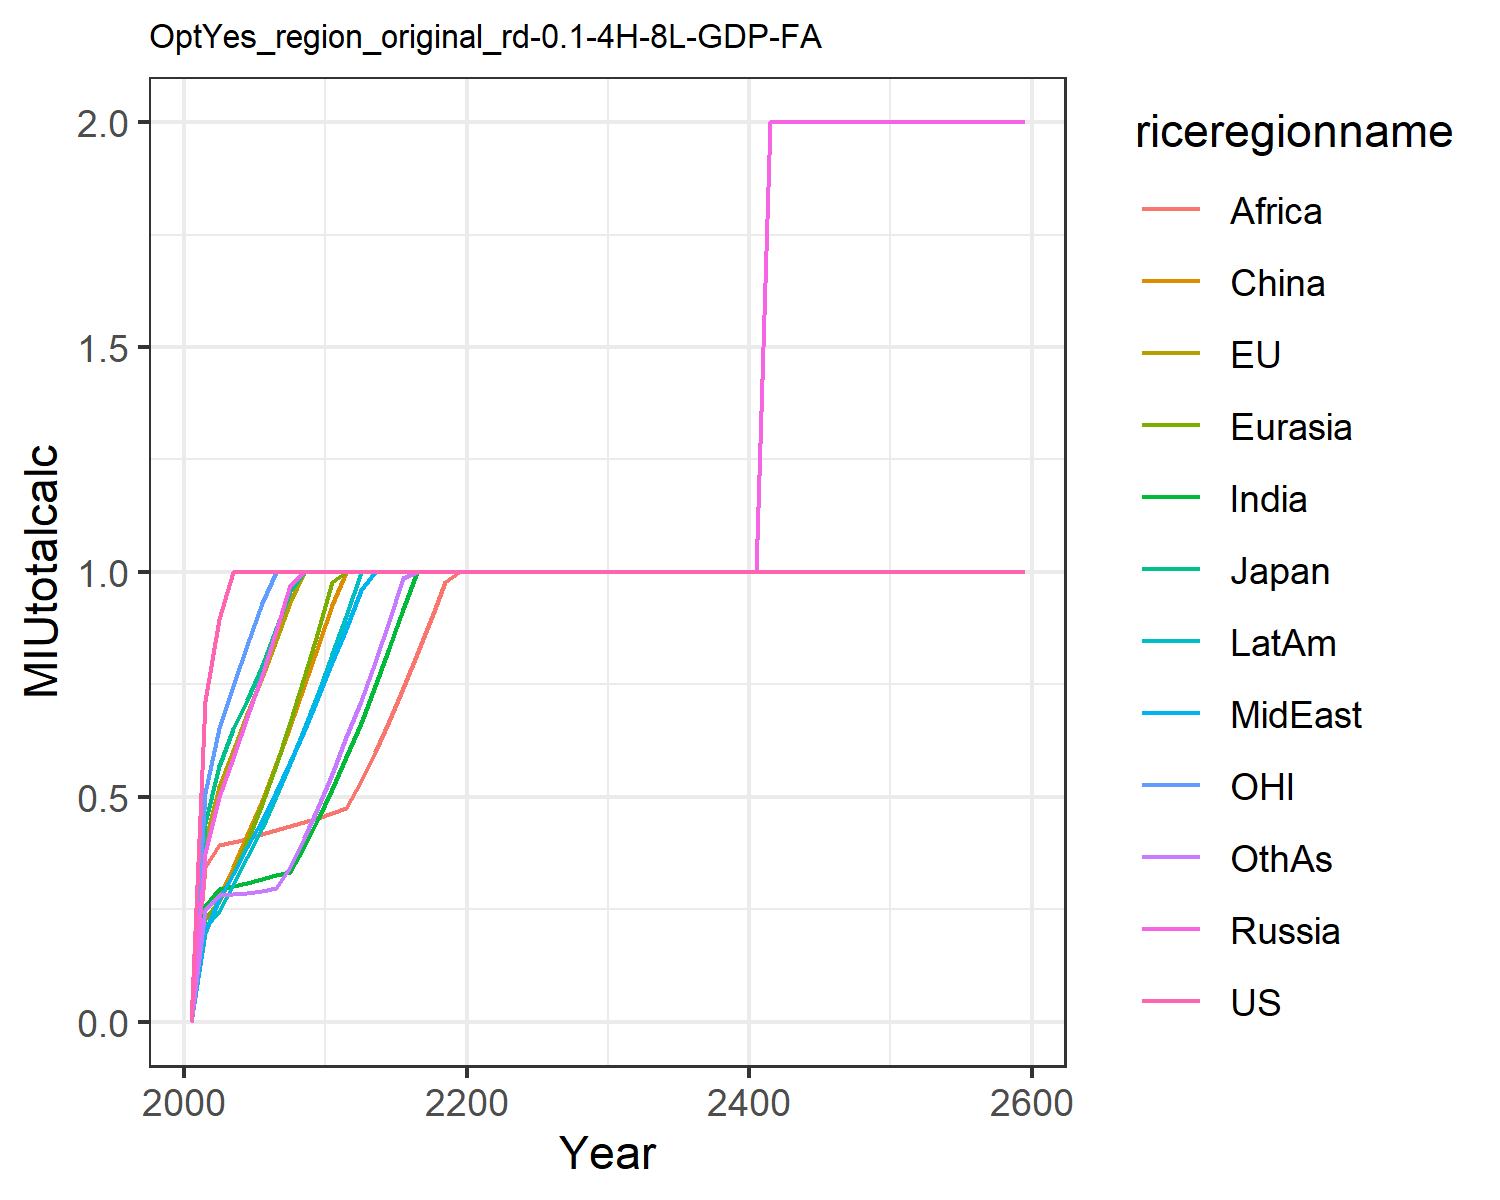 OptYes_region_original_rd-0.1-4H-8L-GDP-FA
2.0
1.5
1.0
0.5
0.0
MIUtotalcalc
2000
2200
2400
2600
Year
riceregionname
Africa
China
EU
Eurasia
India
Japan
LatAm
MidEast
OHI
OthAs
Russia
US